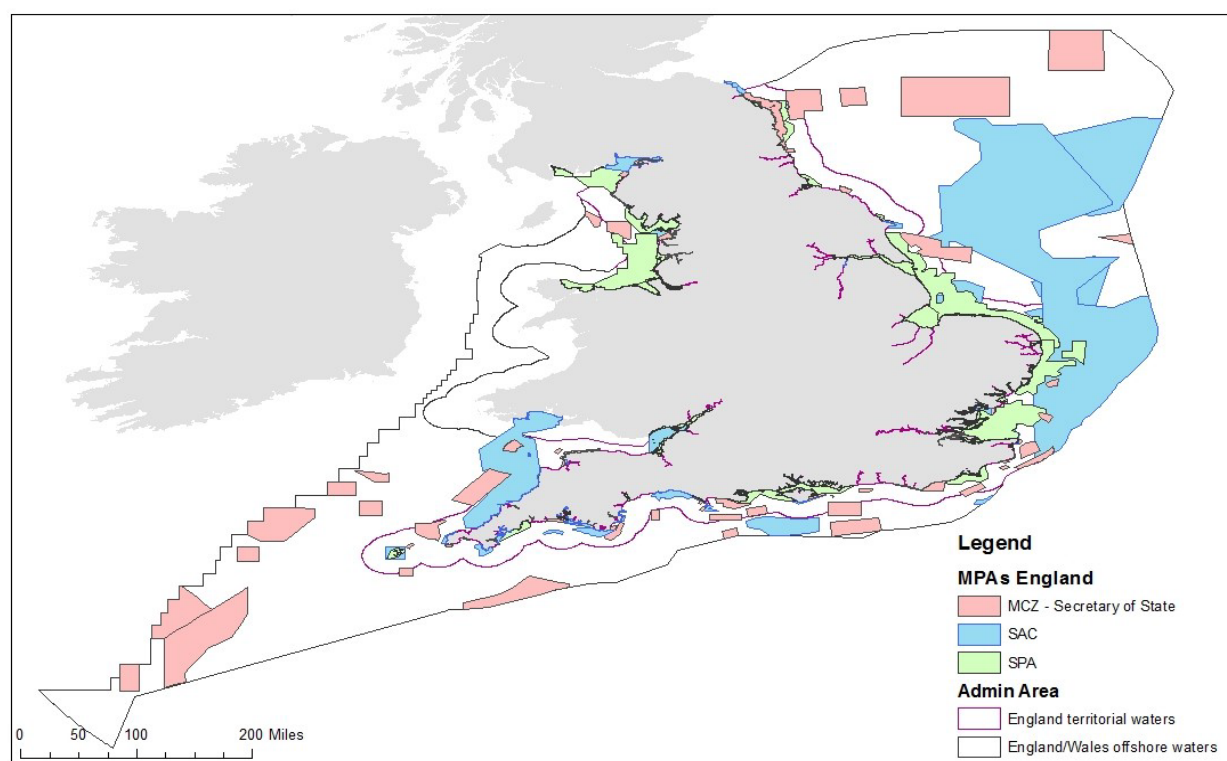 Legend
MPAs England
MCZ - Secretary of State
SAC
SPA
Admin Area
England territorial waters
England/Wales offshore waters
0 50 100 200 Miles